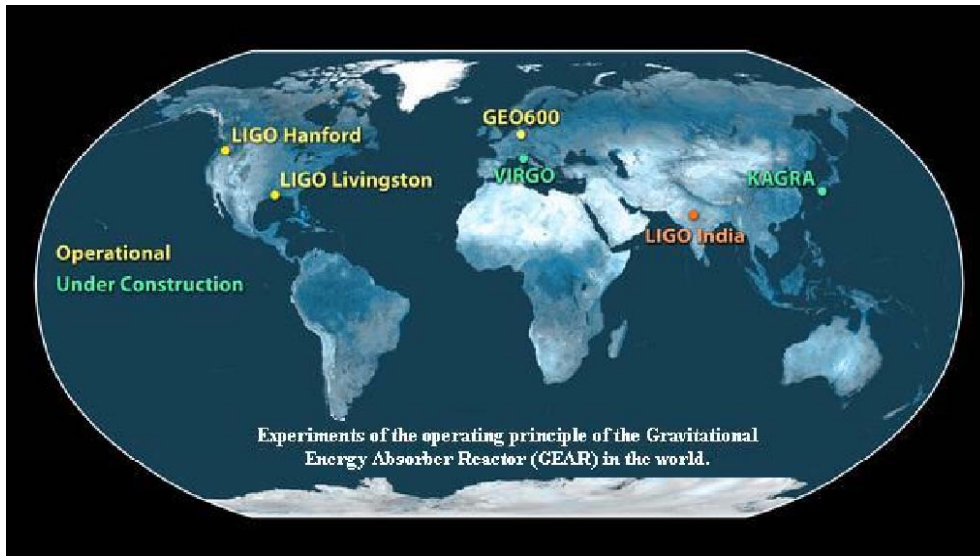 GEO600
LIGO Hanford
VIRGO
KAGRA
LIGO Livingston
LIGO India
Operational
Under Construction
Experiments of the operating principle of the Gravitational
Energy Absorber Reactor (GEAR) in the world.